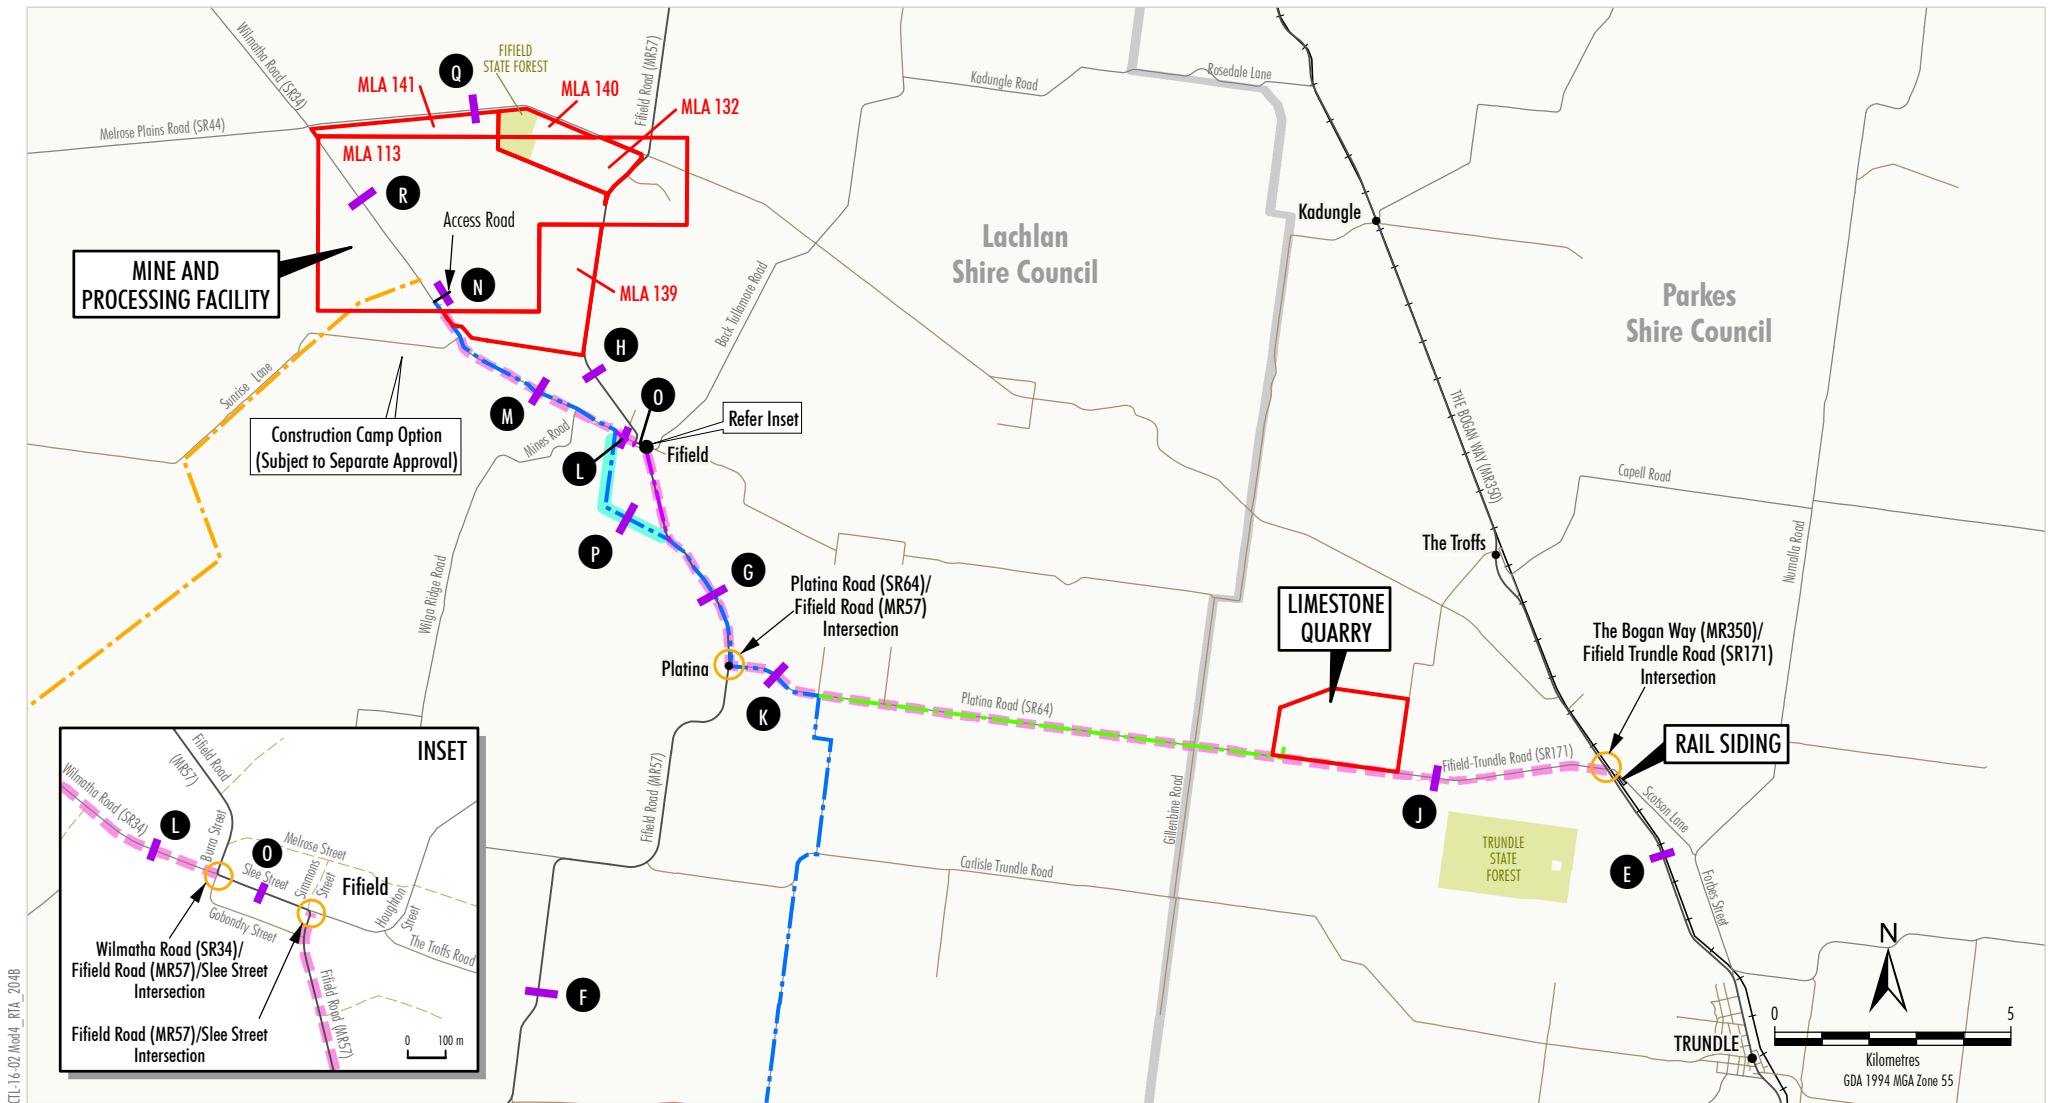 Wilmatha Road (SR34)
Q
FIFIELD
STATE FOREST
Fifield Road (MR57)
MLA 141
MLA 140
MLA 132
Melrose Plains Road (SR44)
MLA 113
R
Access Road
N
MINE AND
PROCESSING FACILITY
MLA 139
H
Sunrise Lane
M
O
Back Tullamore Road
Refer Inset
Construction Camp Option
(Subject to Separate Approval)
Mines Road
L
Fifield
P
G
Wilga Ridge Road
Platina Road (SR64)/
Fifield Road (MR57)
Intersection
Platina
K
Fifield Road (MR57)
F
Kadungle Road
Rosedale Lane
Lachlan
Shire Council
Kadungle
Parkes
Shire Council
THE BOGAN WAY (MR350)
Capell Road
The Troffs
Numalla Road
LIMESTONE
QUARRY
The Bogan Way (MR350)/
Fifield Trundle Road (SR171)
Intersection
Platina Road (SR64)
RAIL SIDING
Fifield-Trundle Road (SR171)
Gillenbine Road
J
Scotson Lane
TRUNDLE
STATE
FOREST
E
Forbes Street
Carlisle Trundle Road
TRUNDLE
N
0
5
Kilometres
GDA 1994 MGA Zone 55
INSET
Fifield Road
(MR57)
Wilmatha Road (SR34)
L
Burra Street
O
Melrose Street
Slee Street
Simmons
Street
Fifield
Houghton
Street
Gobondry Street
The Troffs Road
Wilmatha Road (SR34)/
Fifield Road (MR57)/Slee Street
Intersection
Fifield Road (MR57)
Fifield Road (MR57)/Slee Street
Intersection
0
100 m
CTL-16-02 Mod4_RTA_204B